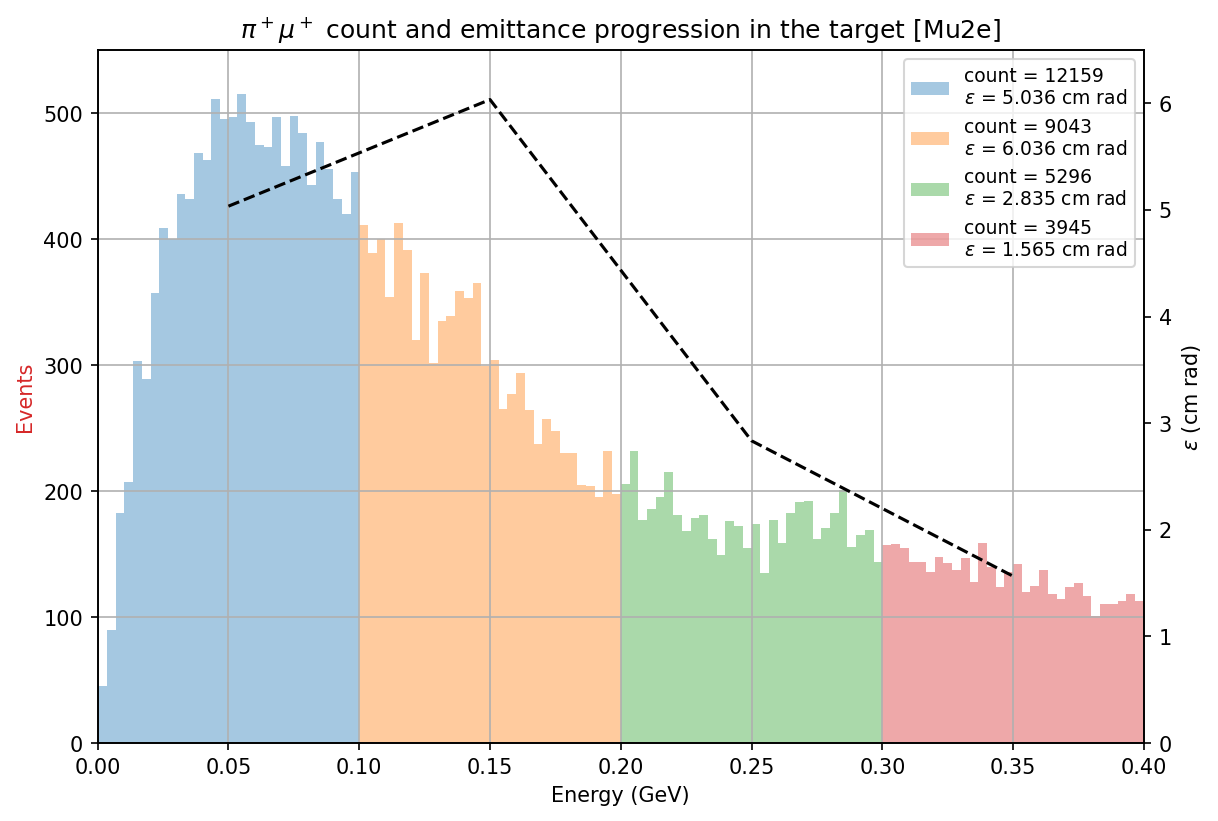 π⁺μ⁺ count and emittance progression in the target [Mu2e]
count = 12159
ε = 5.036 cm rad
count = 9043
ε = 6.036 cm rad
count = 5296
ε = 2.835 cm rad
count = 3945
ε = 1.565 cm rad
500
400
300
200
100
0
Events
6
5
4
3
2
1
0
ε (cm rad)
0.00 0.05 0.10 0.15 0.20 0.25 0.30 0.35 0.40
Energy (GeV)